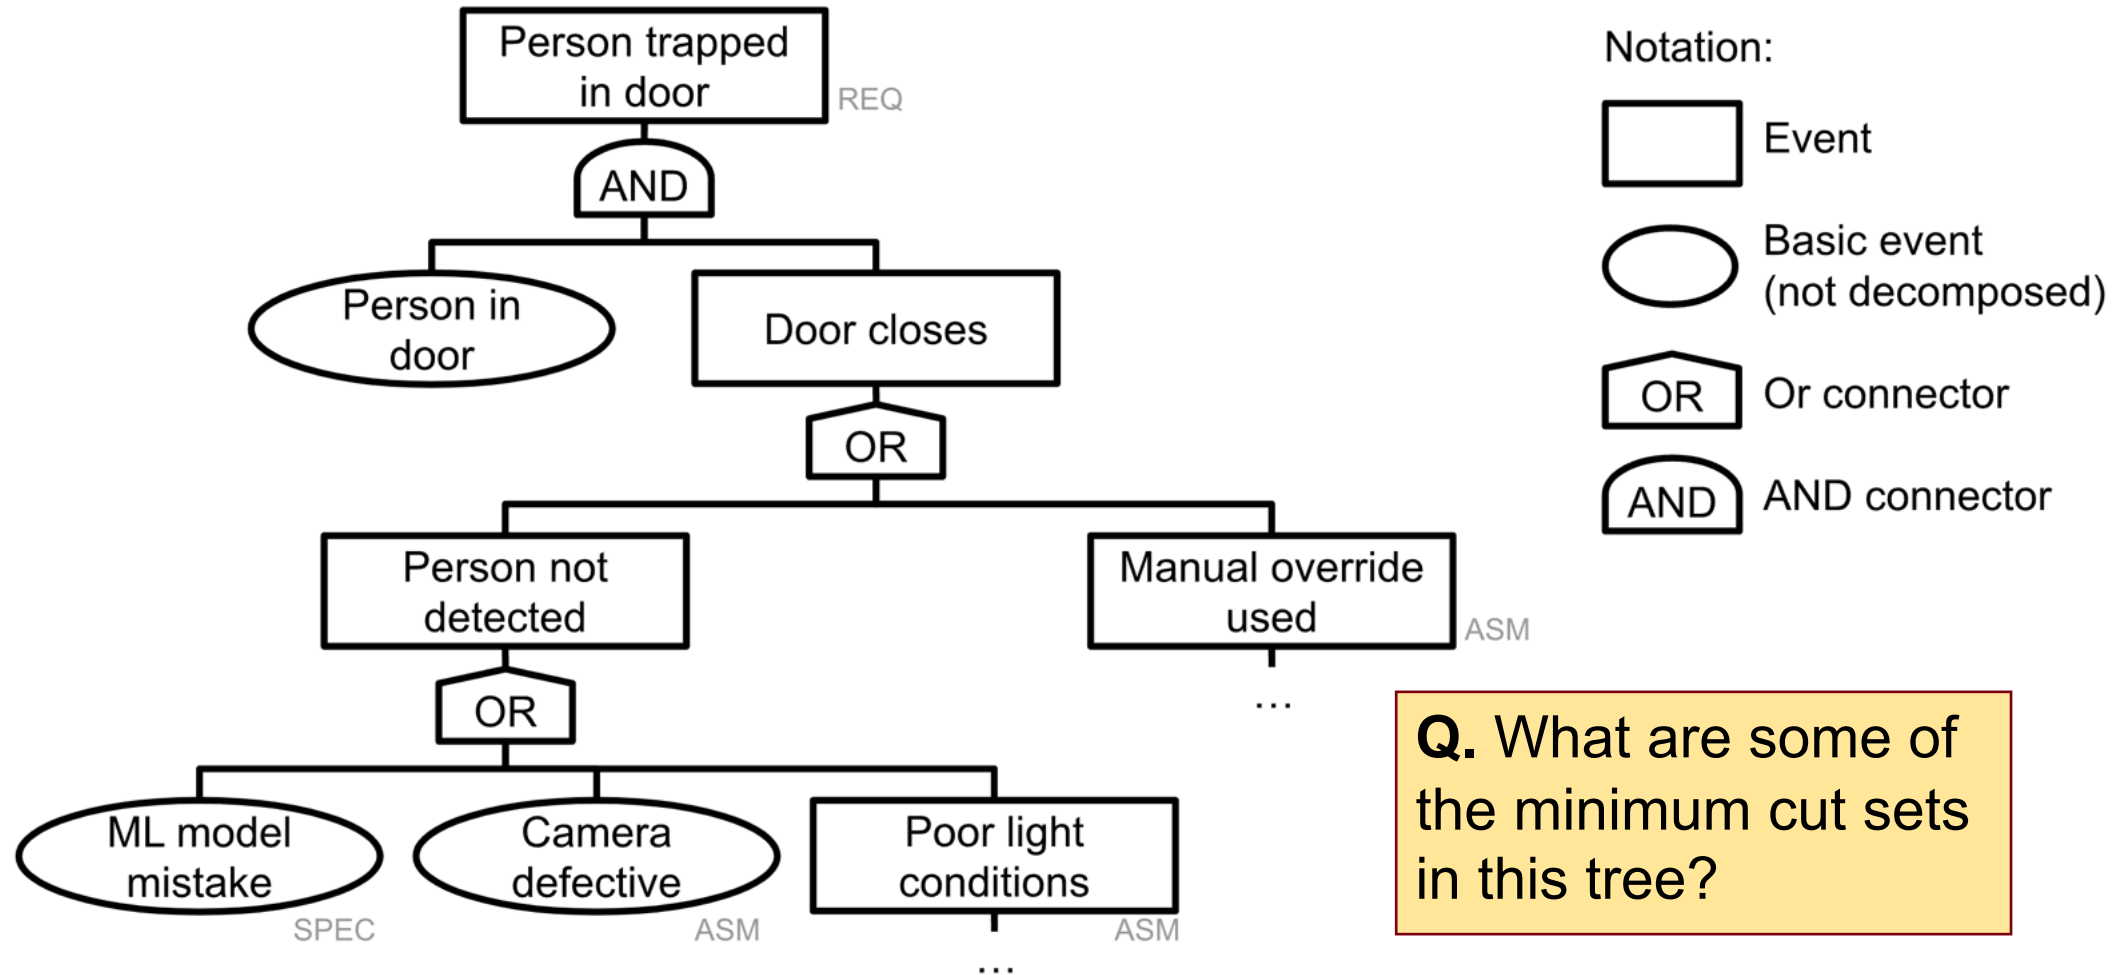 Person trapped
in door
REQ
AND
Person in
door
Door closes
OR
Person not
detected
Manual override
used
ASM
...
OR
ML model
mistake
SPEC
Camera
defective
ASM
Poor light
conditions
ASM
...
Notation:
Event
Basic event
(not decomposed)
OR
Or connector
AND
AND connector
Q. What are some of
the minimum cut sets
in this tree?